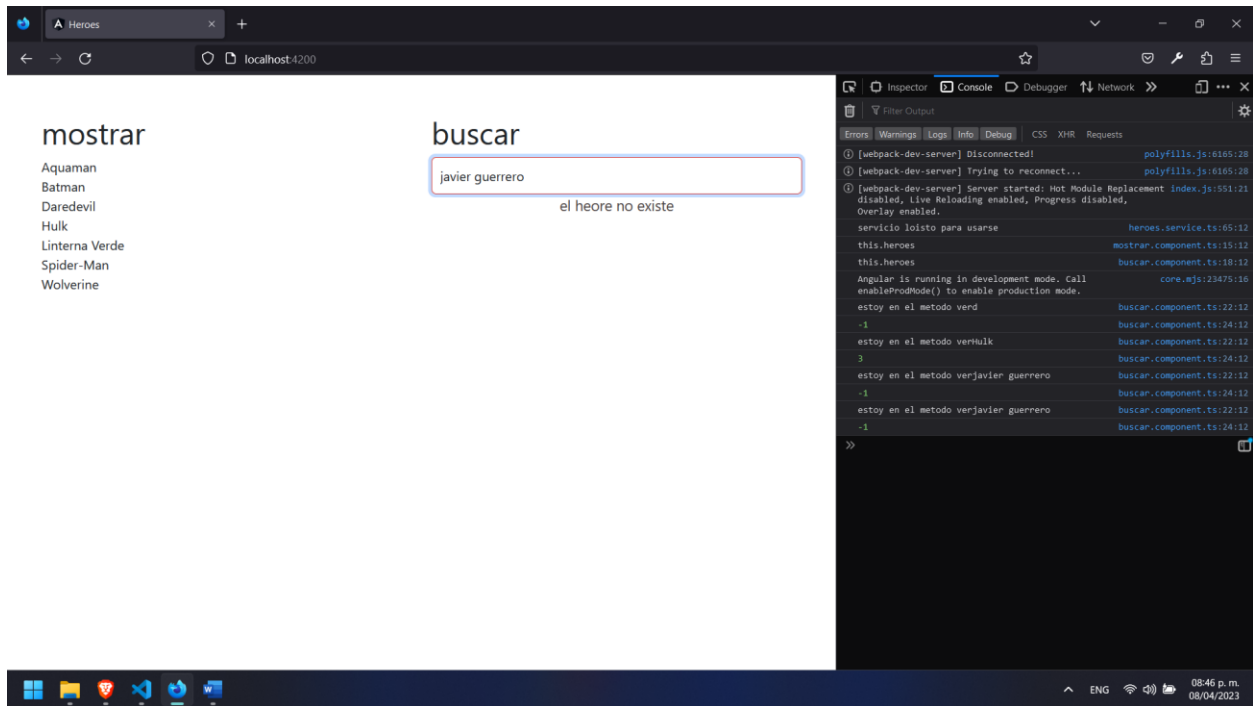 Heroes
localhost:4200
mostrar
Aquaman
Batman
Daredevil
Hulk
Linterna Verde
Spider-Man
Wolverine
buscar
javier guerrero
el heore no existe
Inspector Console Debugger Network
Filter Output
Errors Warnings Logs Info Debug CSS XHR Requests
[webpack-dev-server] Disconnected! polyfills.js:6165:28
[webpack-dev-server] Trying to reconnect... polyfills.js:6165:28
[webpack-dev-server] Server started: Hot Module Replacement index.js:551:21
disabled, Live Reloading enabled, Progress disabled,
Overlay enabled.
servicio loisto para usarse heroes.service.ts:65:12
this.heroes mostrar.component.ts:15:12
this.heroes buscar.component.ts:18:12
Angular is running in development mode. Call core.mjs:23475:16
enableProdMode() to enable production mode.
estoy en el metodo verd buscar.component.ts:22:12
-1 buscar.component.ts:24:12
estoy en el metodo verHulk buscar.component.ts:22:12
3 buscar.component.ts:24:12
estoy en el metodo verjavier guerrero buscar.component.ts:22:12
-1 buscar.component.ts:24:12
estoy en el metodo verjavier guerrero buscar.component.ts:22:12
-1 buscar.component.ts:24:12
ENG
08:46 p. m.
08/04/2023